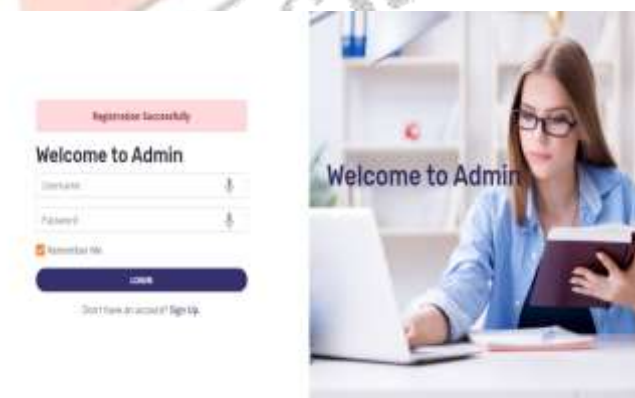 Registration Successfully
Welcome to Admin
Username
Password
Remember Me
LOGIN
Don't have an account? Sign Up.
Welcome to Admin